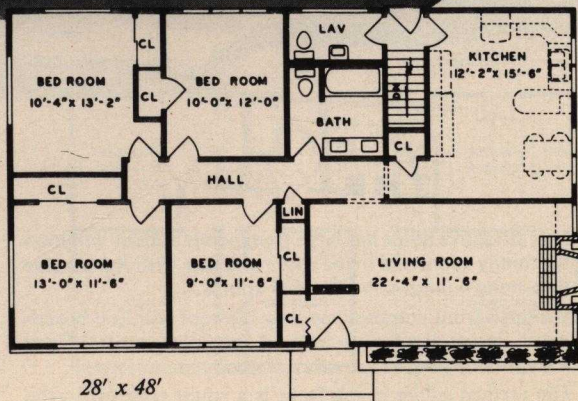 LAV
CL
BED ROOM
10'-4" X 13'-2"
CL
BED ROOM
10'-0" X 12'-0"
KITCHEN
12'-2" X 15'-6"
BATH
CL
HALL
CL
LIN
BED ROOM
13'-0" X 11'-6"
BED ROOM
9'-0" X 11'-6"
CL
LIVING ROOM
22'-4" X 11'-6"
CL
28' x 48'